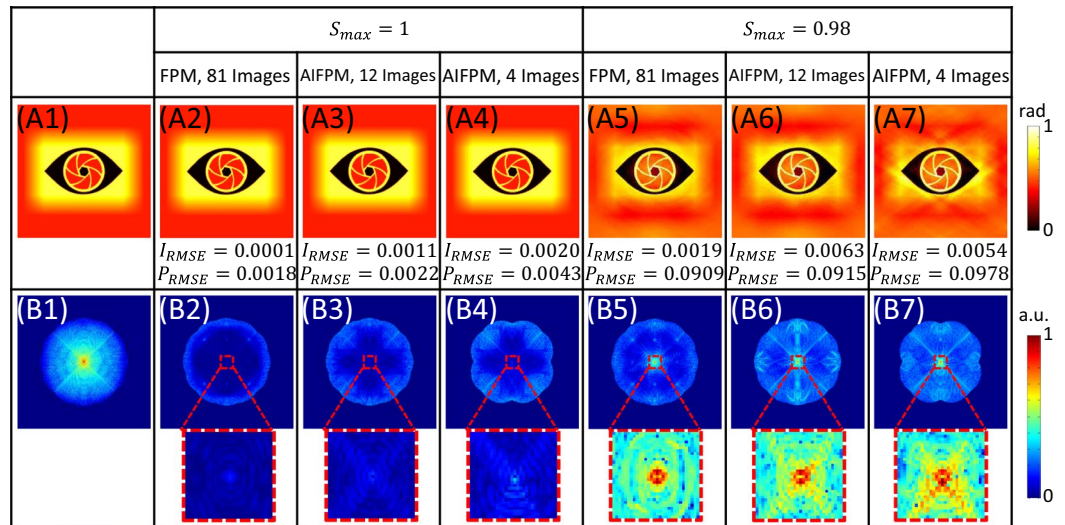 S_max = 1 S_max = 0.98
FPM, 81 Images AIFPM, 12 Images AIFPM, 4 Images FPM, 81 Images AIFPM, 12 Images AIFPM, 4 Images
(A1) (A2) (A3) (A4) (A5) (A6) (A7) rad
1
0
I_RMSE = 0.0001 I_RMSE = 0.0011 I_RMSE = 0.0020 I_RMSE = 0.0019 I_RMSE = 0.0063 I_RMSE = 0.0054
P_RMSE = 0.0018 P_RMSE = 0.0022 P_RMSE = 0.0043 P_RMSE = 0.0909 P_RMSE = 0.0915 P_RMSE = 0.0978
(B1) (B2) (B3) (B4) (B5) (B6) (B7) a.u.
1
0